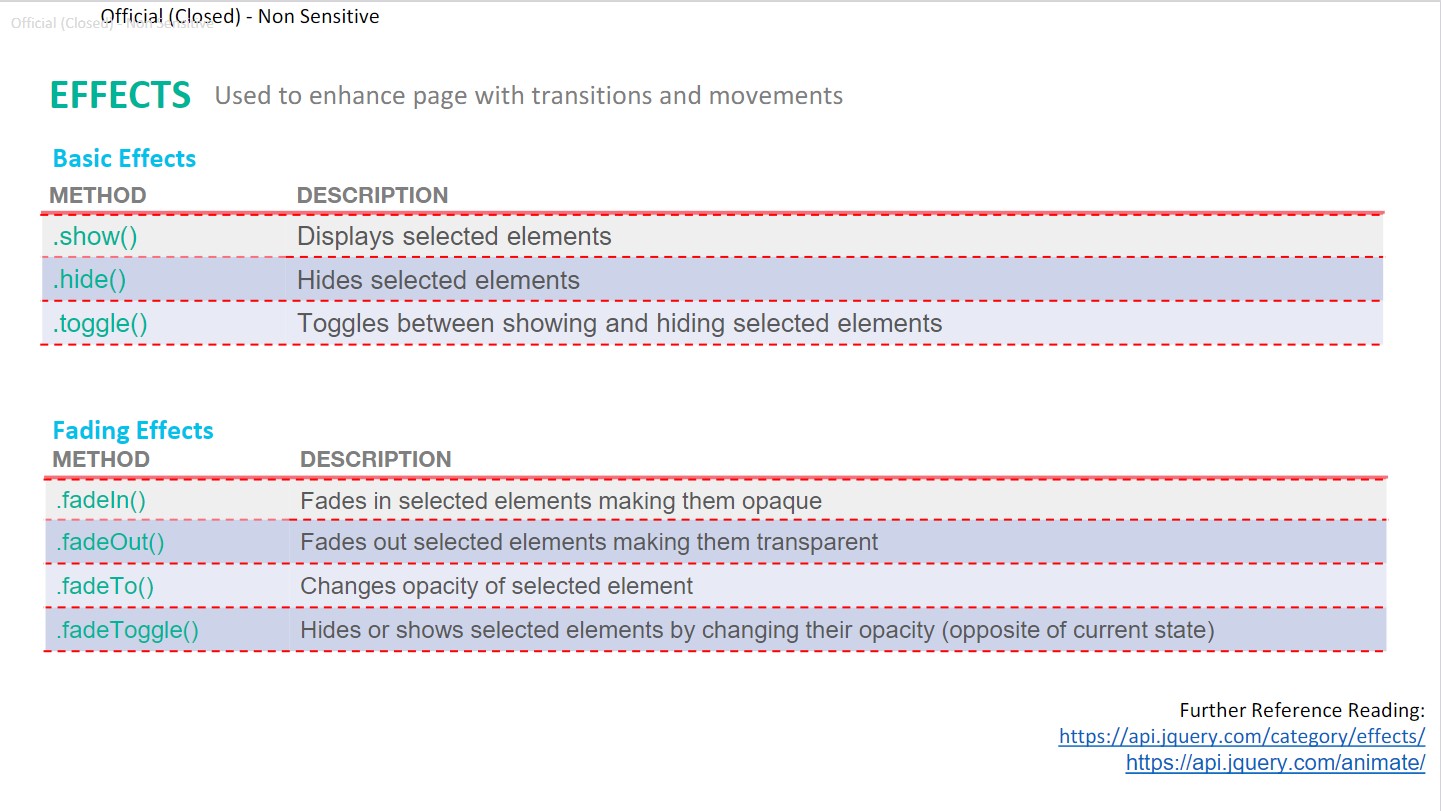 Official (Closed) - Non Sensitive
Official (Closed) - Non Sensitive
EFFECTS Used to enhance page with transitions and movements
Basic Effects
METHOD DESCRIPTION
.show() Displays selected elements
.hide() Hides selected elements
.toggle() Toggles between showing and hiding selected elements
Fading Effects
METHOD DESCRIPTION
.fadeIn() Fades in selected elements making them opaque
.fadeOut() Fades out selected elements making them transparent
.fadeTo() Changes opacity of selected element
.fadeToggle() Hides or shows selected elements by changing their opacity (opposite of current state)
Further Reference Reading:
https://api.jquery.com/category/effects/
https://api.jquery.com/animate/